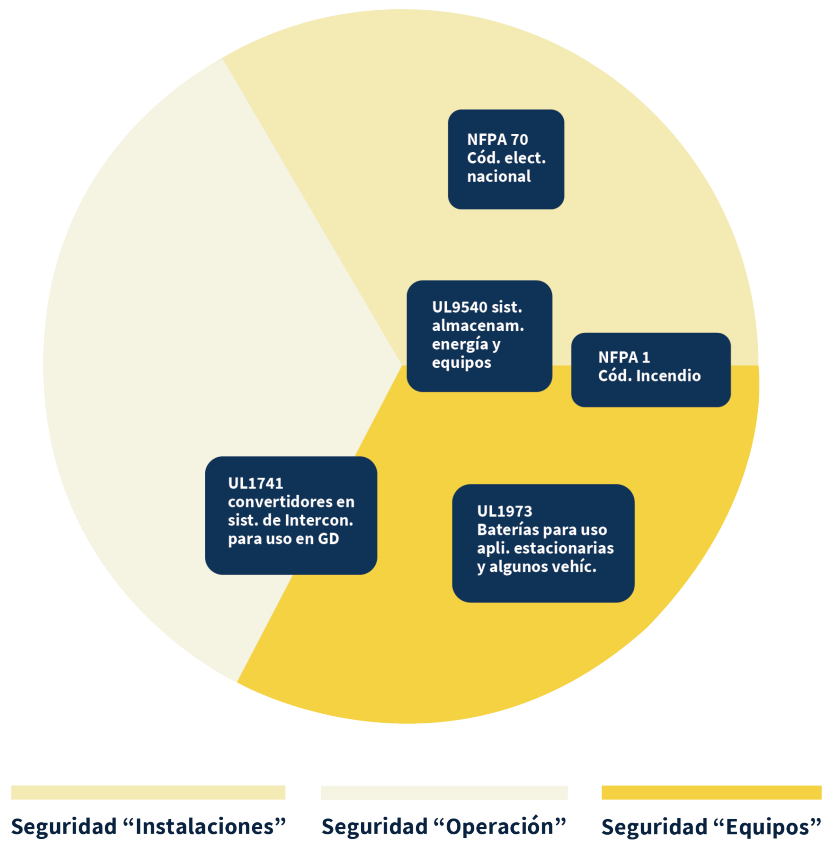 NFPA 70
Cód. elect.
nacional
UL9540 sist.
almacenam.
energía y
equipos
NFPA 1
Cód. Incendio
UL1741
convertidores en
sist. de Intercon.
para uso en GD
UL1973
Baterías para uso
apli. estacionarias
y algunos vehíc.
Seguridad “Instalaciones”
Seguridad “Operación”
Seguridad “Equipos”